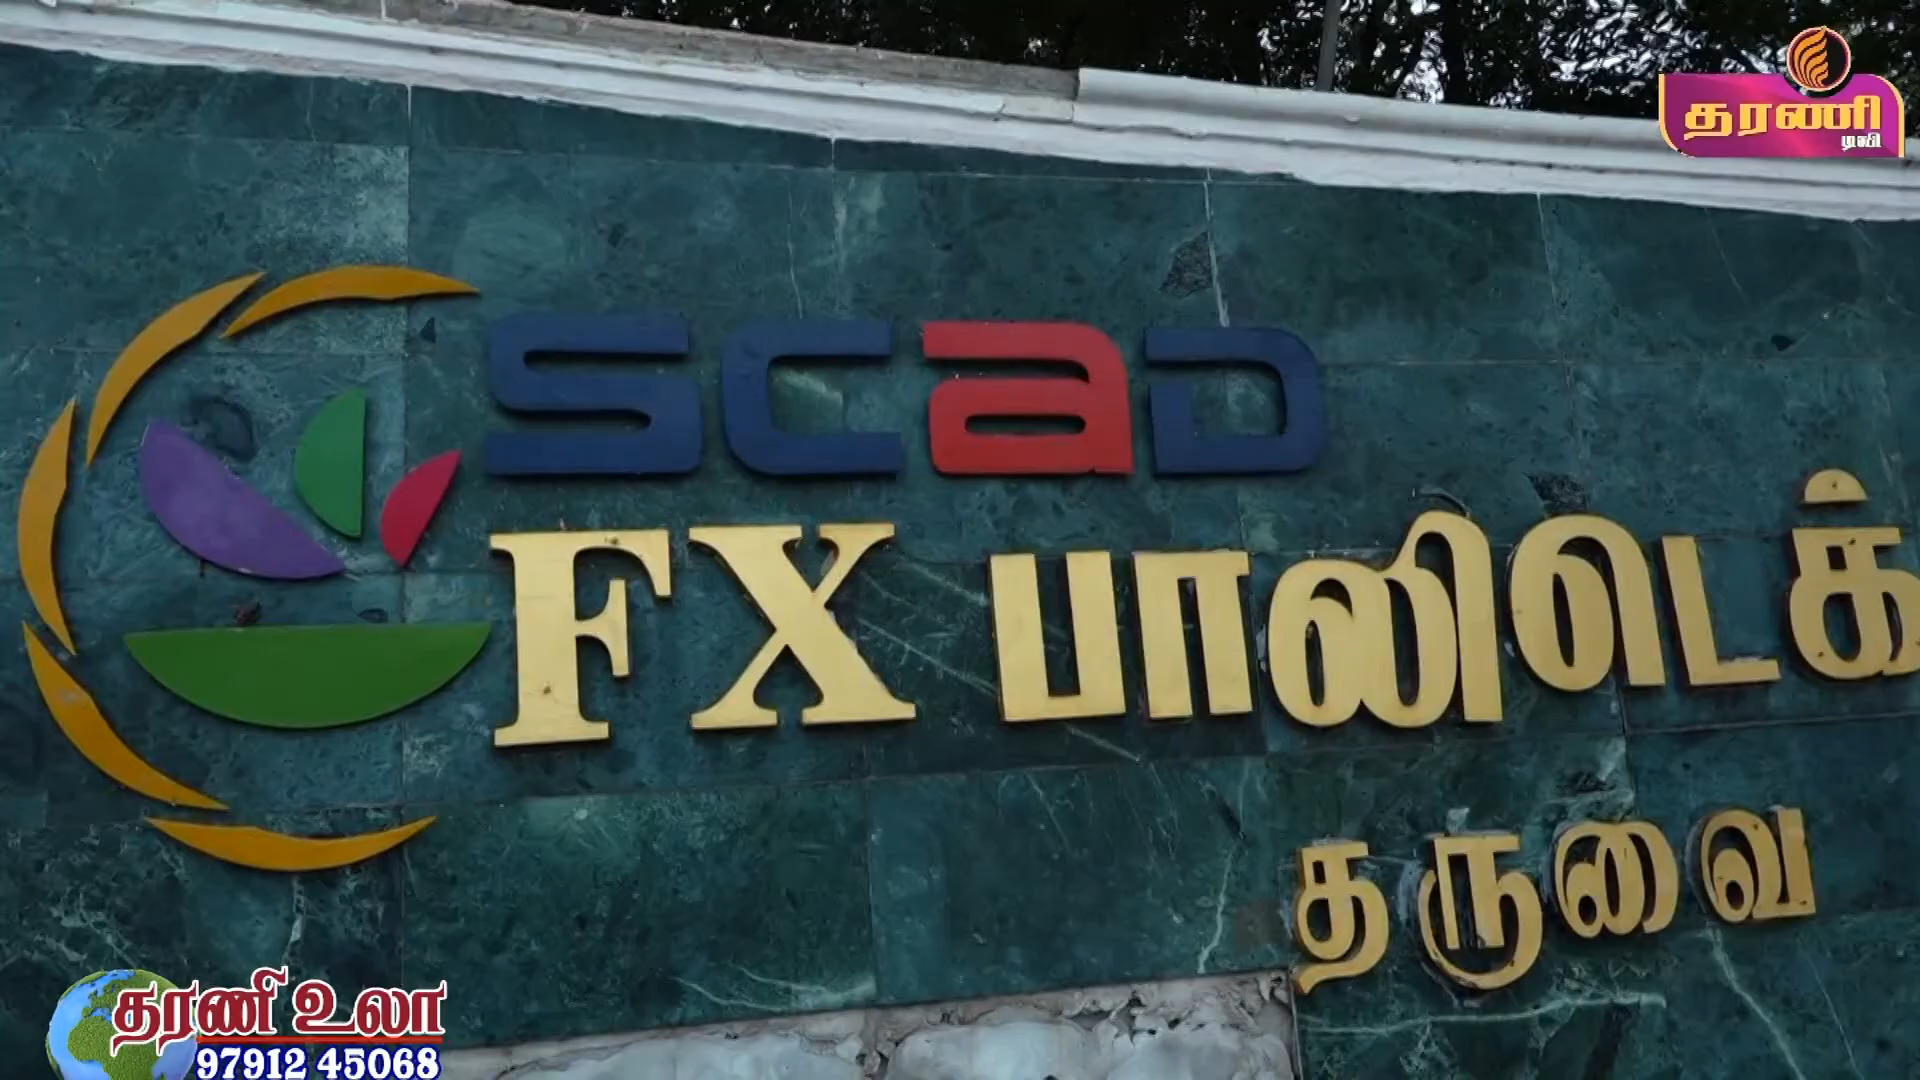 தரணி
டிவி
scaD
FX பாலிடெக்
தருவை
தரணி உலா
97912 45068